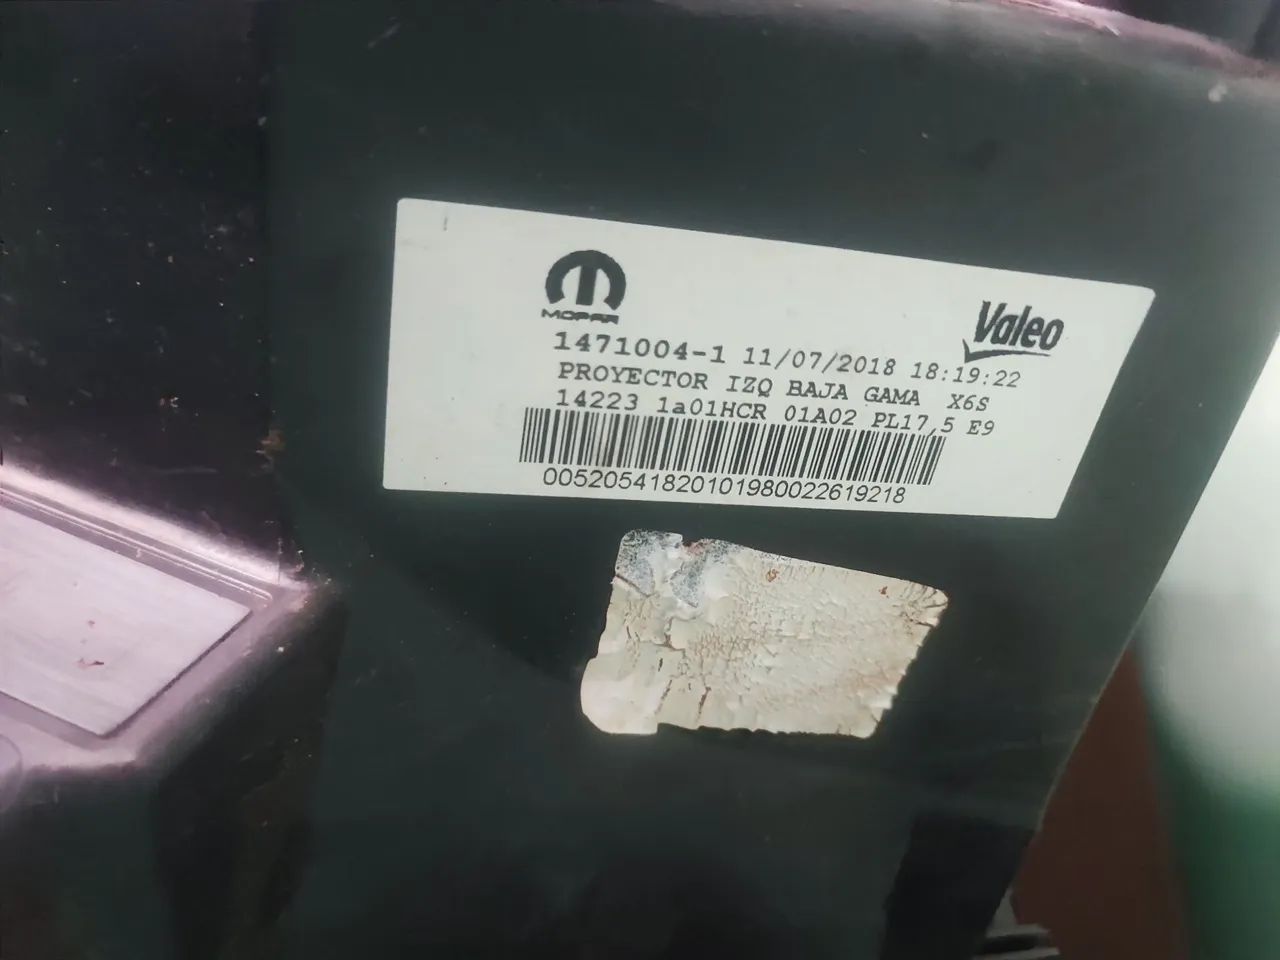 MOPAR
Valeo
1471004-1 11/07/2018 18:19:22
PROYECTOR IZQ BAJA GAMA X6S
14223 1a01HCR 01A02 PL17,5 E9
00520541820101980022619218